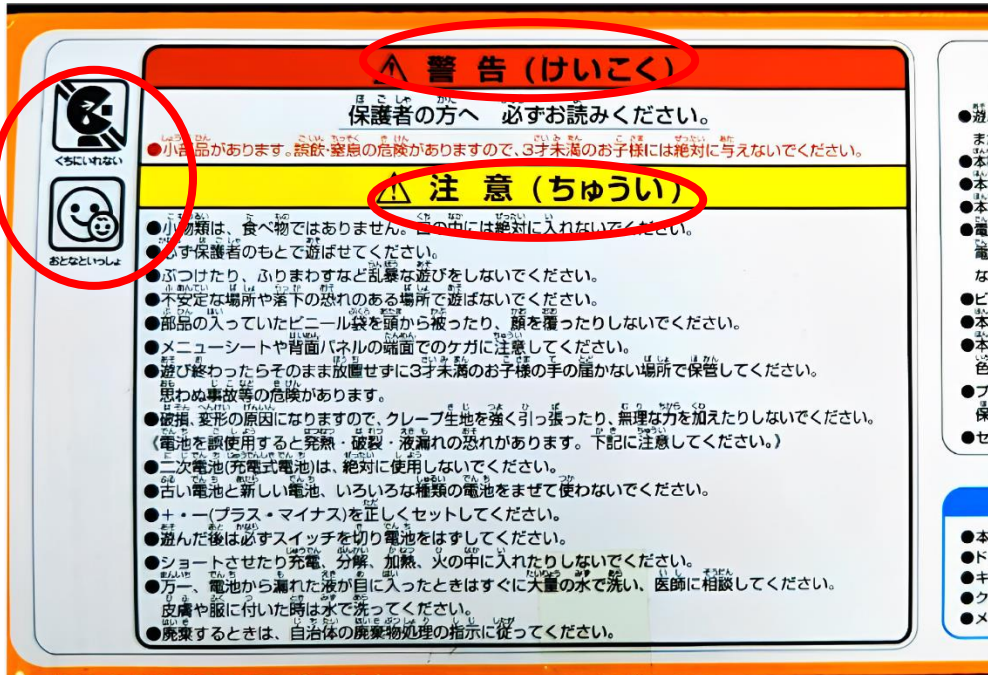 くちにいれない
おとなといっしょ
⚠ 警告(けいこく)
保護者の方へ 必ずお読みください。
●小部品があります。誤飲・窒息の危険がありますので、3才未満のお子様には絶対に与えないでください。
⚠ 注意(ちゅうい)
●小物類は、食べ物ではありません。口の中には絶対に入れないでください。
●必ず保護者のもとで遊ばせてください。
●ぶつけたり、ふりまわすなど乱暴な遊びをしないでください。
●不安定な場所や落下の恐れのある場所で遊ばないでください。
●部品の入っていたビニール袋を頭から被ったり、顔を覆ったりしないでください。
●メニューシートや背面パネルの端面でのケガに注意してください。
●遊び終わったらそのまま放置せずに3才未満のお子様の手の届かない場所で保管してください。
思わぬ事故等の危険があります。
●破損、変形の原因になりますので、クレープ生地を強く引っ張ったり、無理な力を加えたりしないでください。
《電池を誤使用すると発熱・破裂・液漏れの恐れがあります。下記に注意してください。》
●二次電池(充電式電池)は、絶対に使用しないでください。
●古い電池と新しい電池、いろいろな種類の電池をまぜて使わないでください。
●+・-(プラス・マイナス)を正しくセットしてください。
●遊んだ後は必ずスイッチを切り電池をはずしてください。
●ショートさせたり充電、分解、加熱、火の中に入れたりしないでください。
●万一、電池から漏れた液が目に入ったときはすぐに大量の水で洗い、医師に相談してください。
皮膚や服に付いた時は水で洗ってください。
●廃棄するときは、自治体の廃棄物処理の指示に従ってください。
●遊
ま
●本
●本
●本
●電
電
な
●ビ
●本
●本
色
●プ
保
●セ
●本
●ド
●キ
●ク
●メ